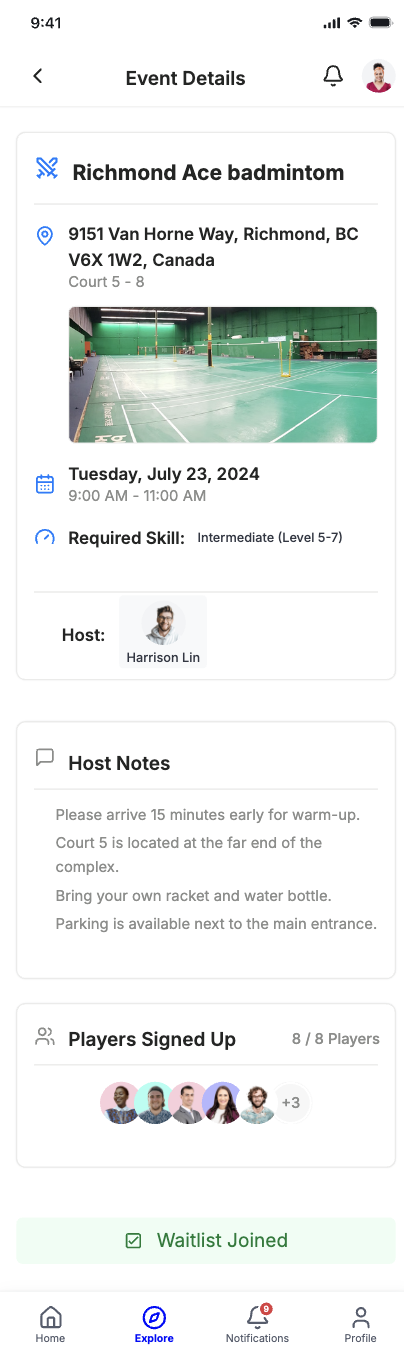 9:41
Event Details
Richmond Ace badmintom
9151 Van Horne Way, Richmond, BC
V6X 1W2, Canada
Court 5 - 8
Tuesday, July 23, 2024
9:00 AM - 11:00 AM
Required Skill: Intermediate (Level 5-7)
Host:
Harrison Lin
Host Notes
Please arrive 15 minutes early for warm-up.
Court 5 is located at the far end of the
complex.
Bring your own racket and water bottle.
Parking is available next to the main entrance.
Players Signed Up 8 / 8 Players
+3
Waitlist Joined
9
Home Explore Notifications Profile